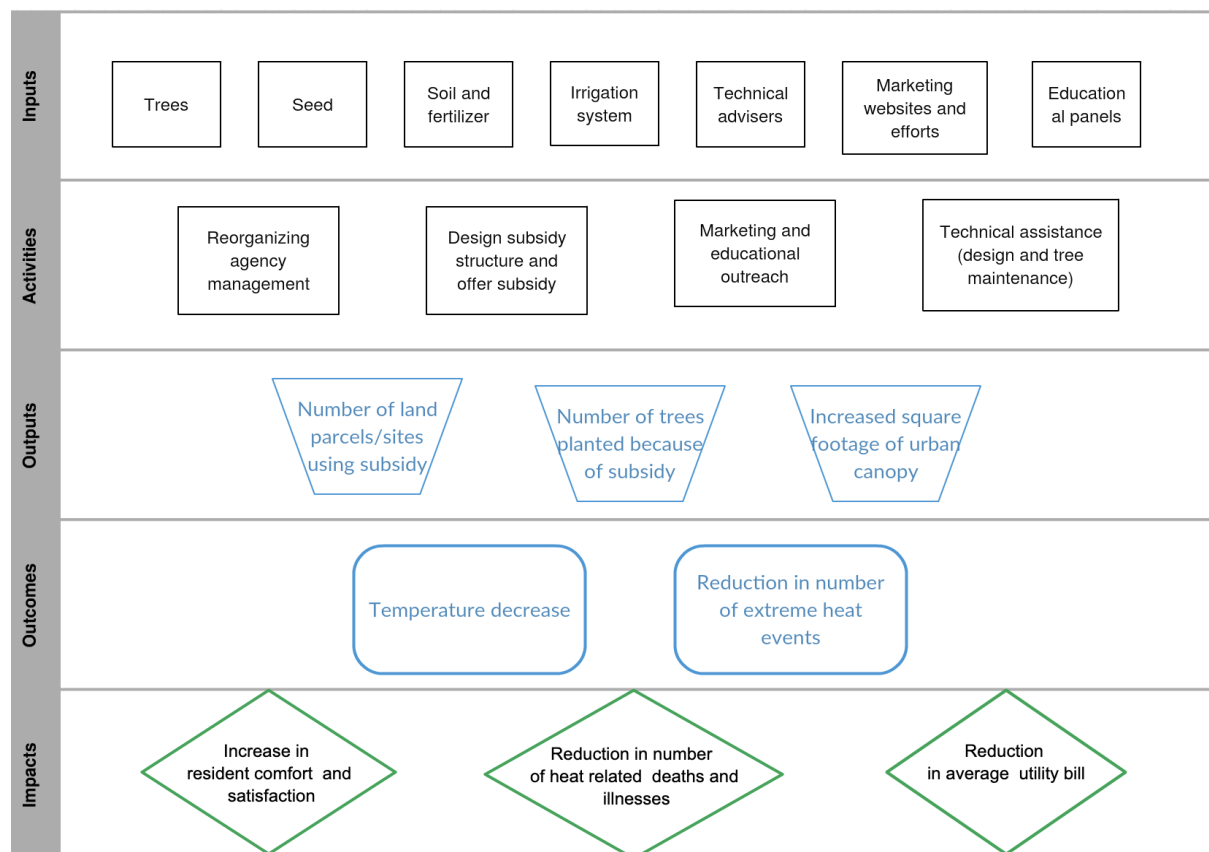 Inputs
Trees
Seed
Soil and
fertilizer
Irrigation
system
Technical
advisers
Marketing
websites and
efforts
Education
al panels
Activities
Reorganizing
agency
management
Design subsidy
structure and
offer subsidy
Marketing and
educational
outreach
Technical assistance
(design and tree
maintenance)
Outputs
Number of land
parcels/sites
using subsidy
Number of trees
planted because
of subsidy
Increased square
footage of urban
canopy
Outcomes
Temperature decrease
Reduction in number
of extreme heat
events
Impacts
Increase in
resident comfort and
satisfaction
Reduction in number
of heat related deaths and
illnesses
Reduction
in average utility bill